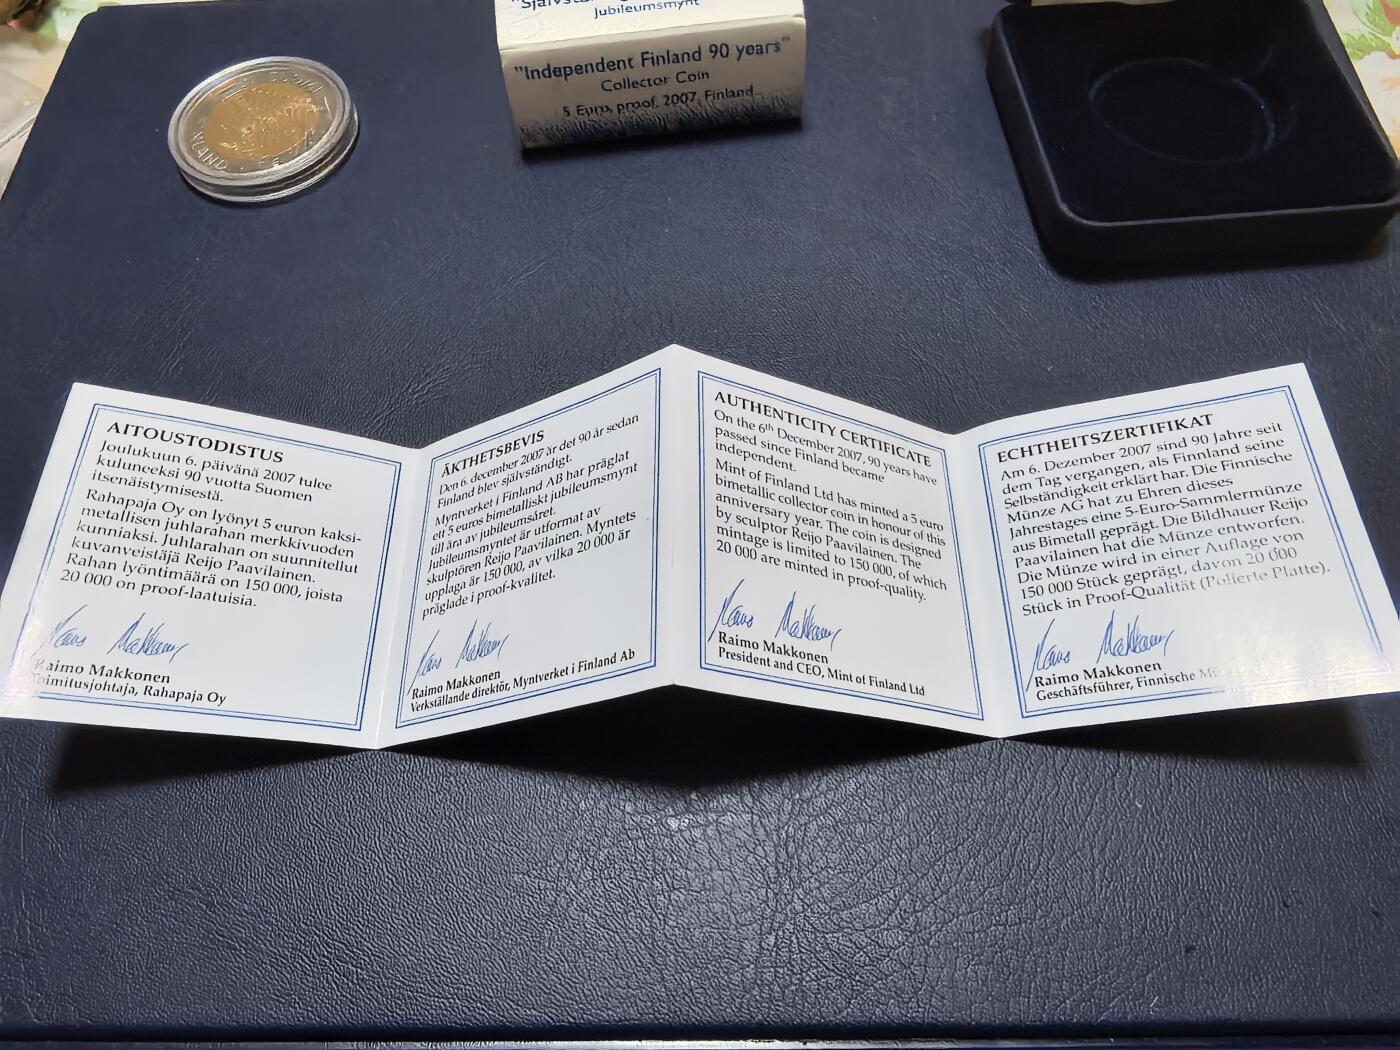 Jubileumsmynt
"Independent Finland 90 years"
Collector Coin
5 Euro, proof, 2007, Finland
AITOUSTODISTUS
Joulukuun 6. päivänä 2007 tulee
kuluneeksi 90 vuotta Suomen
itsenäistymisestä.
Rahapaja Oy on lyönyt 5 euron kaksi-
metallisen juhlarahan merkkivuoden
kunniaksi. Juhlarahan on suunnitellut
kuvanveistäjä Reijo Paavilainen.
Rahan lyöntimäärä on 150 000, joista
20 000 on proof-laatuisia.
Raimo Makkonen
Toimitusjohtaja, Rahapaja Oy
ÄKTHETSBEVIS
Den 6. december 2007 är det 90 år sedan
Finland blev självständigt.
Myntverket i Finland AB har präglat
ett 5 euros bimetalliskt jubileumsmynt
till ära av jubileumsåret.
Jubileumsmyntet är utformat av
skulptören Reijo Paavilainen. Myntets
upplaga är 150 000, av vilka 20 000 är
präglade i proof-kvalitet.
Raimo Makkonen
Verkställande direktör, Myntverket i Finland Ab
AUTHENTICITY CERTIFICATE
On the 6th December 2007, 90 years have
passed since Finland became
independent.
Mint of Finland Ltd has minted a 5 euro
bimetallic collector coin in honour of this
anniversary year. The coin is designed
by sculptor Reijo Paavilainen. The
mintage is limited to 150 000, of which
20 000 are minted in proof-quality.
Raimo Makkonen
President and CEO, Mint of Finland Ltd
ECHTHEITSZERTIFIKAT
Am 6. Dezember 2007 sind 90 Jahre seit
dem Tag vergangen, als Finnland seine
Selbständigkeit erklärt har. Die Finnische
Münze AG hat zu Ehren dieses
Jahrestages eine 5-Euro-Sammlermünze
aus Bimetall geprägt. Die Bildhauer Reijo
Paavilainen hat die Münze entworfen.
Die Münze wird in einer Auflage von
150 000 Stück geprägt, davon 20 000
Stück in Proof-Qualität (Polierte Platte).
Raimo Makkonen
Geschäftsführer, Finnische